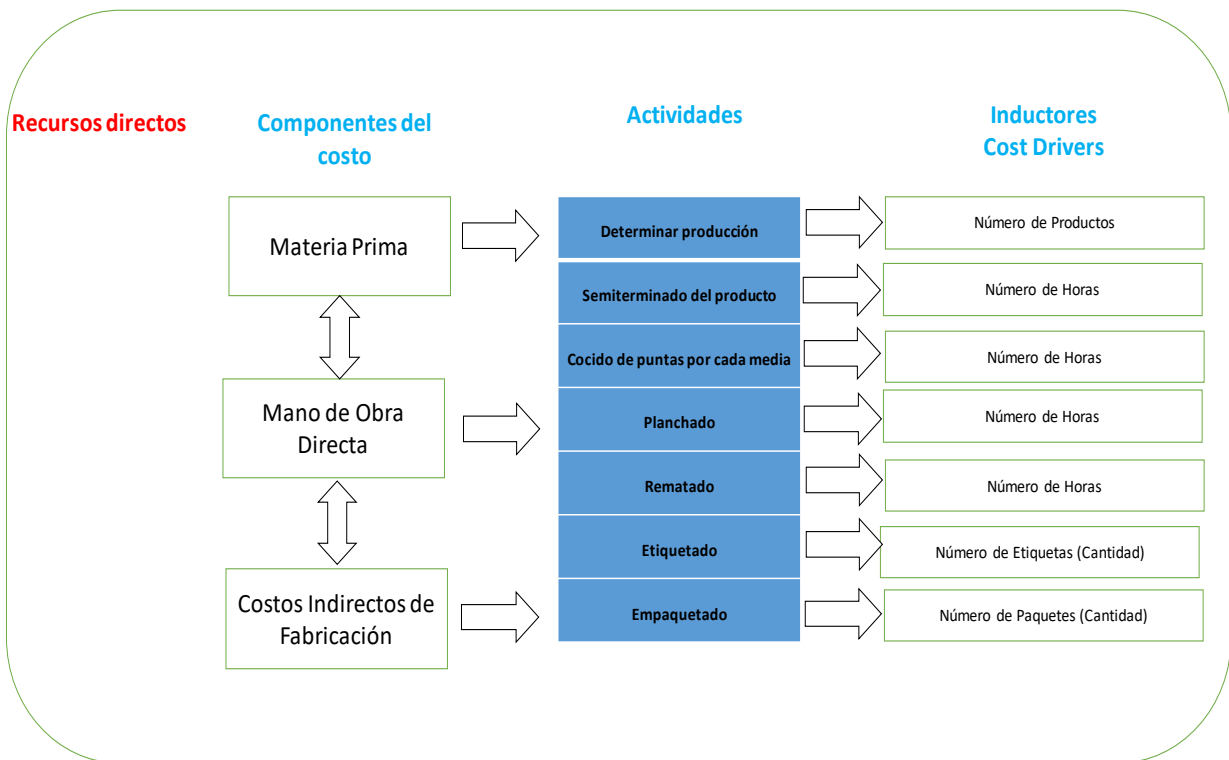 Recursos directos
Componentes del
costo
Actividades
Inductores
Cost Drivers
Materia Prima
Determinar producción
Número de Productos
Semiterminado del producto
Número de Horas
Cocido de puntas por cada media
Número de Horas
Mano de Obra
Directa
Planchado
Número de Horas
Rematado
Número de Horas
Etiquetado
Número de Etiquetas (Cantidad)
Costos Indirectos de
Fabricación
Empaquetado
Número de Paquetes (Cantidad)